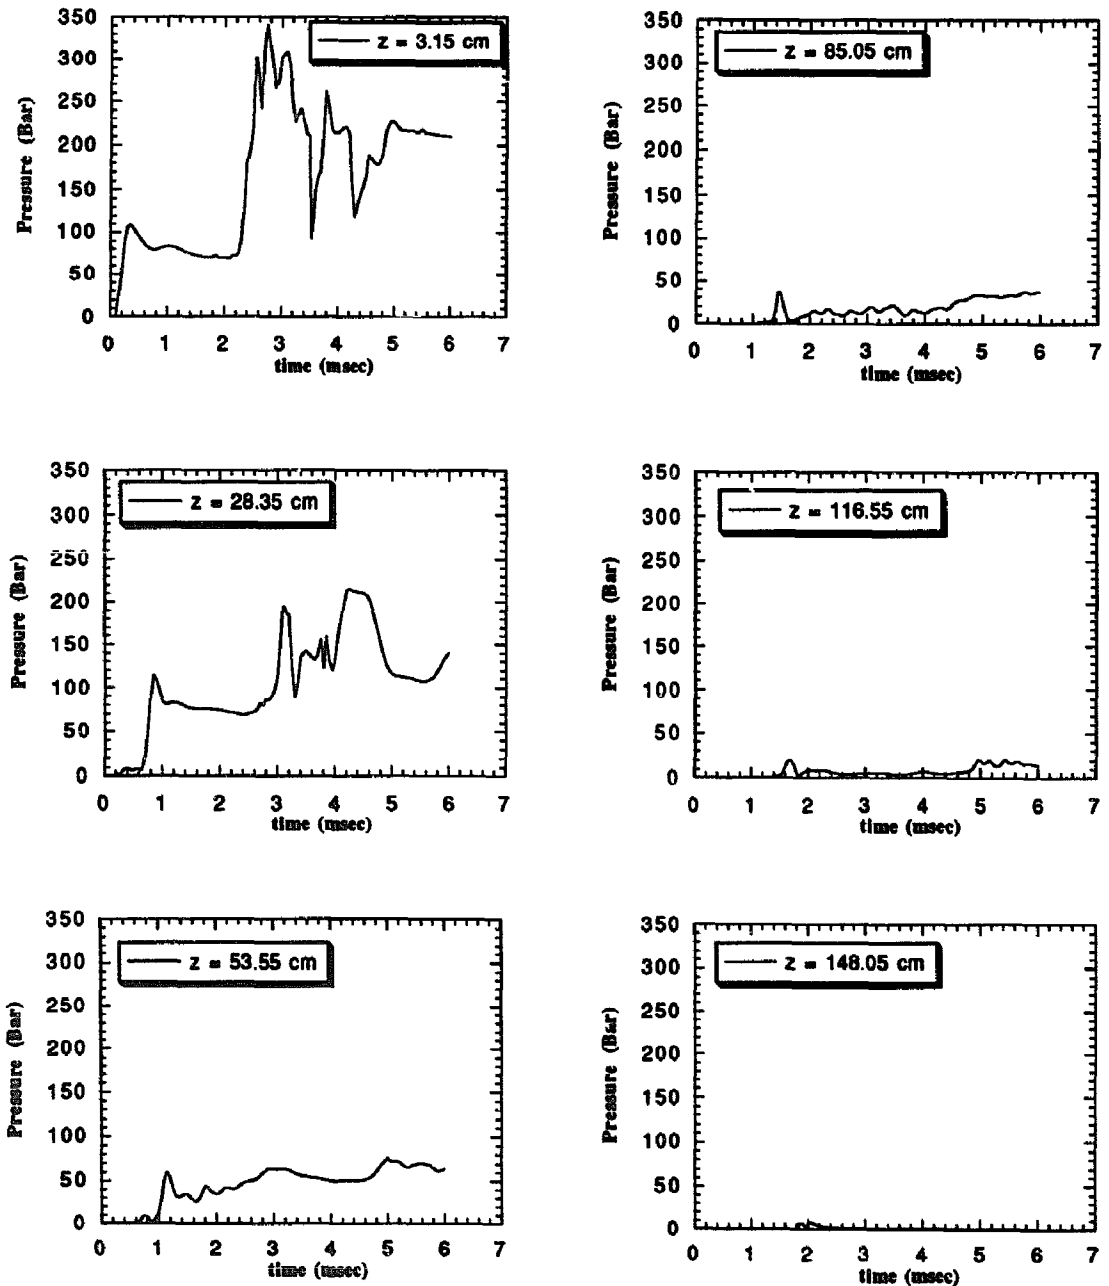 350
300
250
200
150
100
50
0
Pressure (Bar)
z = 3.15 cm
0 1 2 3 4 5 6 7
time (msec)
350
300
250
200
150
100
50
0
Pressure (Bar)
z = 85.05 cm
0 1 2 3 4 5 6 7
time (msec)
350
300
250
200
150
100
50
0
Pressure (Bar)
z = 28.35 cm
0 1 2 3 4 5 6 7
time (msec)
350
300
250
200
150
100
50
0
Pressure (Bar)
z = 116.55 cm
0 1 2 3 4 5 6 7
time (msec)
350
300
250
200
150
100
50
0
Pressure (Bar)
z = 53.55 cm
0 1 2 3 4 5 6 7
time (msec)
350
300
250
200
150
100
50
0
Pressure (Bar)
z = 148.05 cm
0 1 2 3 4 5 6 7
time (msec)